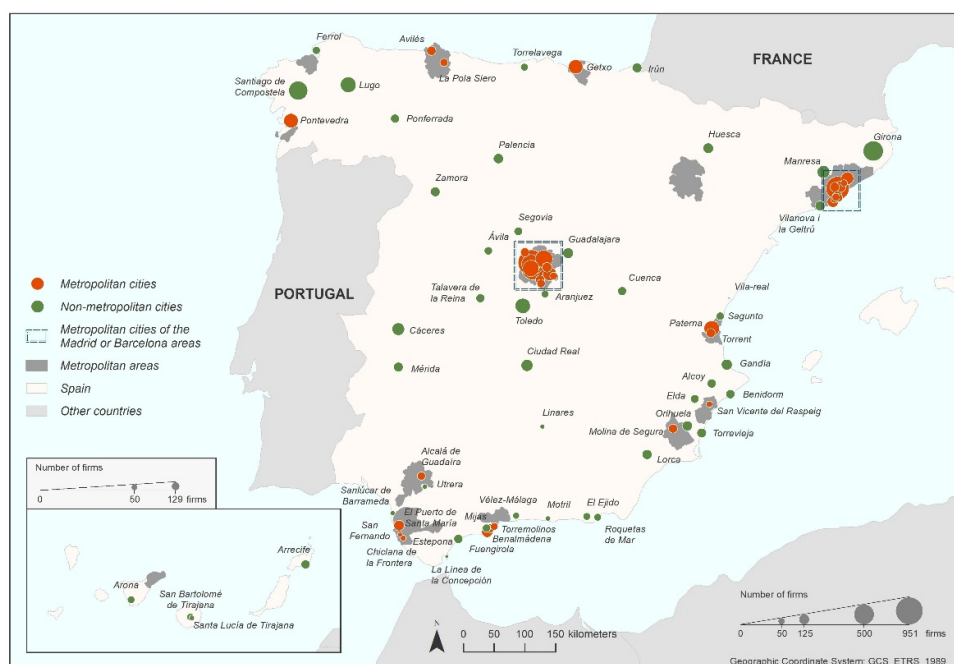 Ferrol
Avilés
La Pola Siero
Torrelavega
Getxo
Irún
FRANCE
Santiago de
Compostela
Lugo
Pontevedra
Ponferrada
Palencia
Huesca
Girona
Manresa
Zamora
Vilanova i
la Geltrú
Segovia
Ávila
Guadalajara
Cuenca
Metropolitan cities
Non-metropolitan cities
Metropolitan cities of the
Madrid or Barcelona areas
Metropolitan areas
Spain
Other countries
PORTUGAL
Talavera de
la Reina
Aranjuez
Toledo
Vila-real
Sagunto
Paterna
Torrent
Cáceres
Ciudad Real
Gandía
Mérida
Alcoy
Benidorm
Elda
San Vicente del Raspeig
Linares
Orihuela
Molina de Segura
Torrevieja
Lorca
Alcalá de
Guadaira
Utrera
Sanlúcar de
Barrameda
El Puerto de
Santa María
San
Fernando
Chiclana de
la Frontera
Estepona
Mijas
Vélez-Málaga
Torremolinos
Benalmádena
Fuengirola
Motril
El Ejido
Roquetas
de Mar
La Línea de
la Concepción
Number of firms
0
50
129 firms
Arrecife
Arona
San Bartolomé
de Tirajana
Santa Lucía de Tirajana
N
0 50 100 150 kilometers
Number of firms
0 50 125 500 951 firms
Geographic Coordinate System: GCS_ETRS_1989